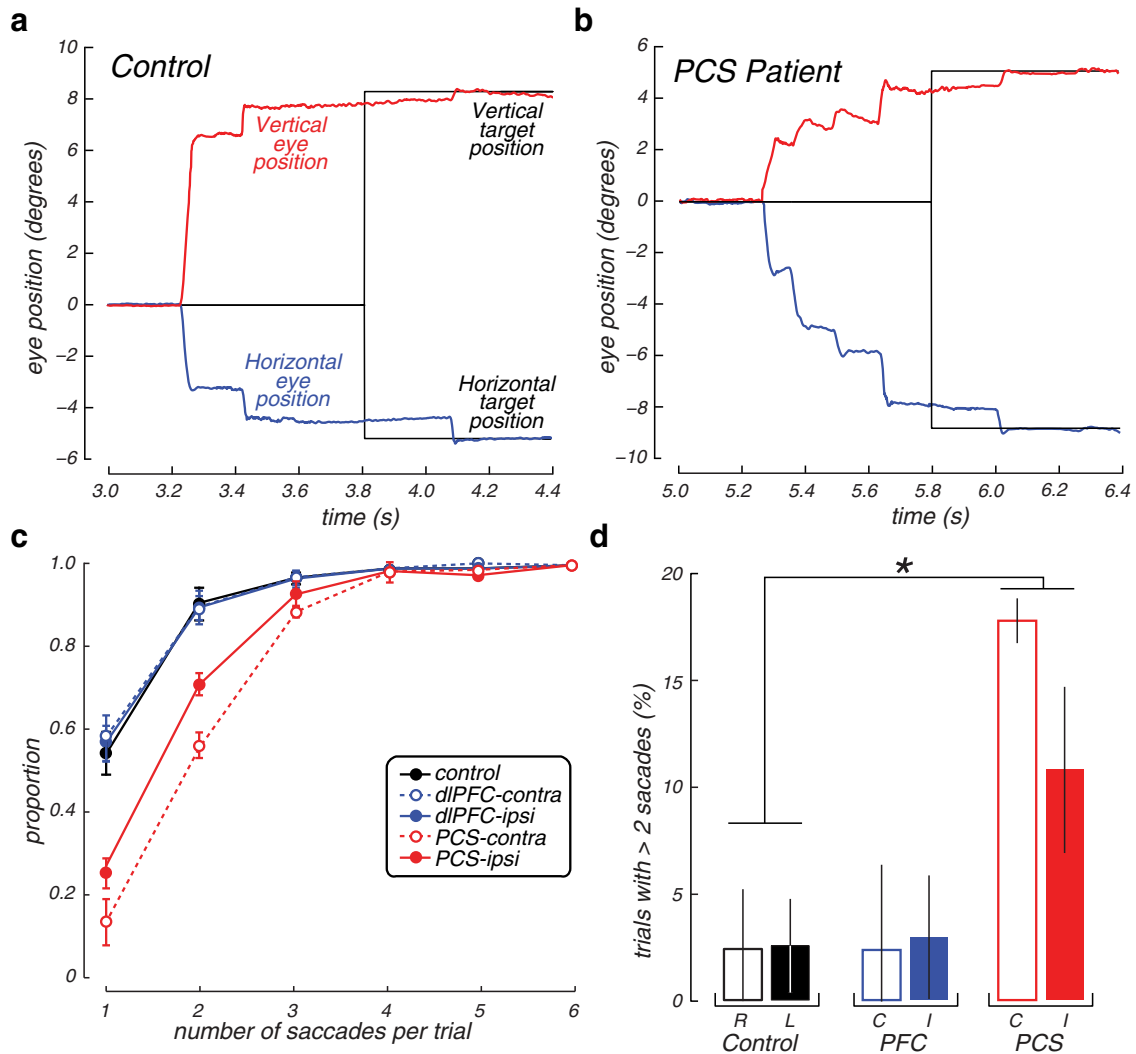 a
Control
10
8
6
4
2
0
−2
−4
−6
eye position (degrees)
Vertical
eye
position
Vertical
target
position
Horizontal
eye
position
Horizontal
target
position
3.0 3.2 3.4 3.6 3.8 4.0 4.2 4.4
time (s)
b
PCS Patient
6
4
2
0
−2
−4
−6
−8
−10
eye position (degrees)
5.0 5.2 5.4 5.6 5.8 6.0 6.2 6.4
time (s)
c
1.0
0.8
0.6
0.4
0.2
0
proportion
control
dlPFC-contra
dlPFC-ipsi
PCS-contra
PCS-ipsi
1 2 3 4 5 6
number of saccades per trial
d
*
20
15
10
5
0
trials with > 2 sacades (%)
R L C I C I
Control PFC PCS